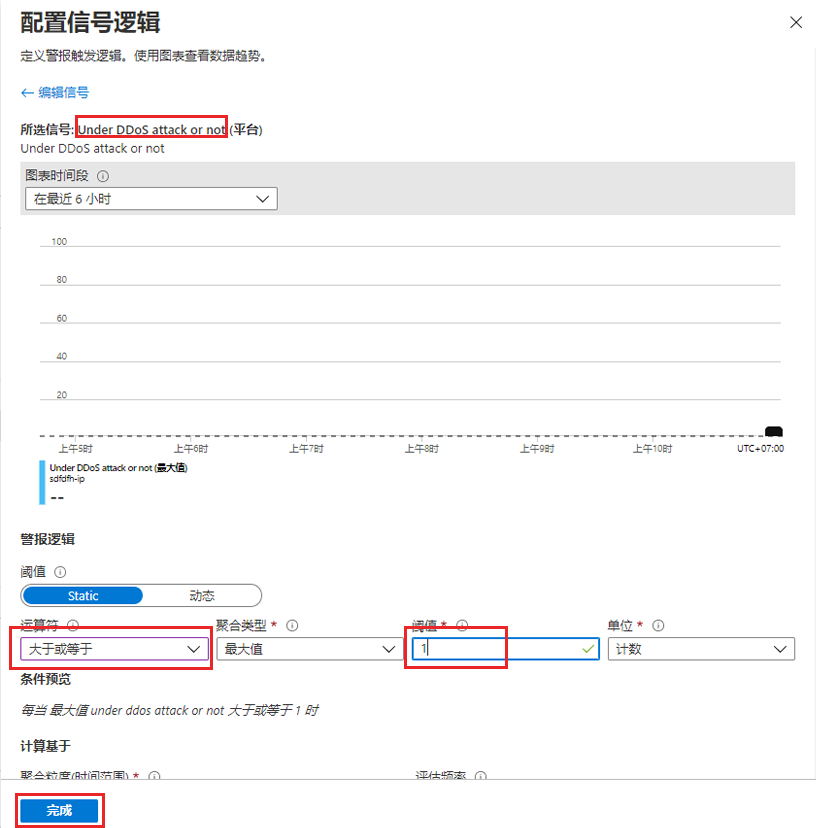 配置信号逻辑
定义警报触发逻辑。使用图表查看数据趋势。
← 编辑信号
所选信号: Under DDoS attack or not (平台)
Under DDoS attack or not
图表时间段
在最近 6 小时
100
80
60
40
20
上午5时 上午6时 上午7时 上午8时 上午9时 上午10时 UTC+07:00
Under DDoS attack or not (最大值)
sdfdfh-ip
--
警报逻辑
阈值
Static 动态
运算符 聚合类型 * 阈值 * 单位 *
大于或等于 最大值 1 计数
条件预览
每当 最大值 under ddos attack or not 大于或等于 1 时
计算基于
聚合粒度(时间范围) * 评估频率
完成